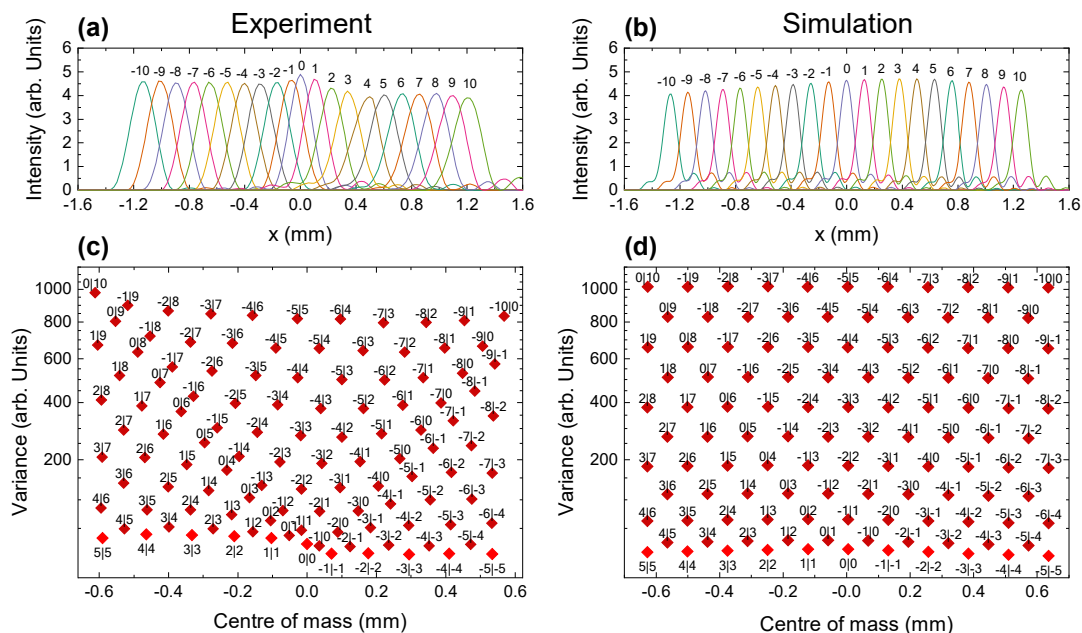 (a) Experiment
Intensity (arb. Units)
6
5
4
3
2
1
0
-10 -9 -8 -7 -6 -5 -4 -3 -2 -1 0 1 2 3 4 5 6 7 8 9 10
-1.6 -1.2 -0.8 -0.4 0.0 0.4 0.8 1.2 1.6
x (mm)
(b) Simulation
Intensity (arb. Units)
6
5
4
3
2
1
0
-10 -9 -8 -7 -6 -5 -4 -3 -2 -1 0 1 2 3 4 5 6 7 8 9 10
-1.6 -1.2 -0.8 -0.4 0.0 0.4 0.8 1.2 1.6
x (mm)
(c)
Variance (arb. Units)
1000
800
600
400
200
0|10 -1|9 -2|8 -3|7 -4|6 -5|5 -6|4 -7|3 -8|2 -9|1 -10|0
0|9 -1|8 -2|7 -3|6 -4|5 -5|4 -6|3 -7|2 -8|1 -9|0
1|9 0|8 -1|7 -2|6 -3|5 -4|4 -5|3 -6|2 -7|1 -8|0 -9|-1
1|8 0|7 -1|6 -2|5 -3|4 -4|3 -5|2 -6|1 -7|0 -8|-1
2|8 1|7 0|6 -1|5 -2|4 -3|3 -4|2 -5|1 -6|0 -7|-1 -8|-2
2|7 1|6 0|5 -1|4 -2|3 -3|2 -4|1 -5|0 -6|-1 -7|-2
3|7 2|6 1|5 0|4 -1|3 -2|2 -3|1 -4|0 -5|-1 -6|-2 -7|-3
3|6 2|5 1|4 0|3 -1|2 -2|1 -3|0 -4|-1 -5|-2 -6|-3
4|6 3|5 2|4 1|3 0|2 -1|1 -2|0 -3|-1 -4|-2 -5|-3 -6|-4
4|5 3|4 2|3 1|2 0|1 -1|0 -2|-1 -3|-2 -4|-3 -5|-4
5|5 4|4 3|3 2|2 1|1 0|0 -1|-1 -2|-2 -3|-3 -4|-4 -5|-5
-0.6 -0.4 -0.2 0.0 0.2 0.4 0.6
Centre of mass (mm)
(d)
Variance (arb. Units)
1000
800
600
400
200
0|10 -1|9 -2|8 -3|7 -4|6 -5|5 -6|4 -7|3 -8|2 -9|1 -10|0
0|9 -1|8 -2|7 -3|6 -4|5 -5|4 -6|3 -7|2 -8|1 -9|0
1|9 0|8 -1|7 -2|6 -3|5 -4|4 -5|3 -6|2 -7|1 -8|0 -9|-1
1|8 0|7 -1|6 -2|5 -3|4 -4|3 -5|2 -6|1 -7|0 -8|-1
2|8 1|7 0|6 -1|5 -2|4 -3|3 -4|2 -5|1 -6|0 -7|-1 -8|-2
2|7 1|6 0|5 -1|4 -2|3 -3|2 -4|1 -5|0 -6|-1 -7|-2
3|7 2|6 1|5 0|4 -1|3 -2|2 -3|1 -4|0 -5|-1 -6|-2 -7|-3
3|6 2|5 1|4 0|3 -1|2 -2|1 -3|0 -4|-1 -5|-2 -6|-3
4|6 3|5 2|4 1|3 0|2 -1|1 -2|0 -3|-1 -4|-2 -5|-3 -6|-4
4|5 3|4 2|3 1|2 0|1 -1|0 -2|-1 -3|-2 -4|-3 -5|-4
5|5 4|4 3|3 2|2 1|1 0|0 -1|-1 -2|-2 -3|-3 -4|-4 -5|-5
-0.6 -0.4 -0.2 0.0 0.2 0.4 0.6
Centre of mass (mm)